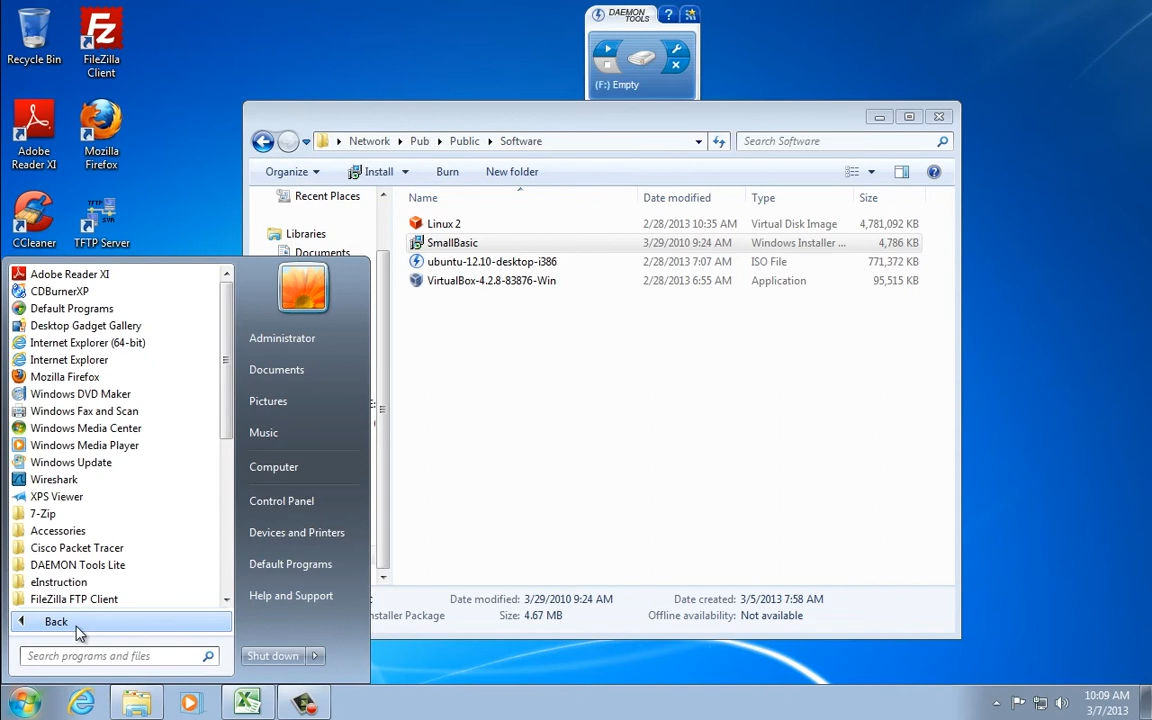 Recycle Bin
FileZilla
Client
Adobe
Reader XI
Mozilla
Firefox
CCleaner
TFTP Server
DAEMON
TOOLS
?
(F:) Empty
Network
Pub
Public
Software
Search Software
Organize
Install
Burn
New folder
Recent Places
Libraries
Documents
Name
Date modified
Type
Size
Linux 2
2/28/2013 10:35 AM
Virtual Disk Image
4,781,092 KB
SmallBasic
3/29/2010 9:24 AM
Windows Installer ...
4,786 KB
ubuntu-12.10-desktop-i386
2/28/2013 7:07 AM
ISO File
771,372 KB
VirtualBox-4.2.8-83876-Win
2/28/2013 6:55 AM
Application
95,515 KB
Date modified: 3/29/2010 9:24 AM
Date created: 3/5/2013 7:58 AM
Installer Package
Size: 4.67 MB
Offline availability: Not available
Adobe Reader XI
CDBurnerXP
Default Programs
Desktop Gadget Gallery
Internet Explorer (64-bit)
Internet Explorer
Mozilla Firefox
Windows DVD Maker
Windows Fax and Scan
Windows Media Center
Windows Media Player
Windows Update
Wireshark
XPS Viewer
7-Zip
Accessories
Cisco Packet Tracer
DAEMON Tools Lite
eInstruction
FileZilla FTP Client
Back
Search programs and files
Administrator
Documents
Pictures
Music
Computer
Control Panel
Devices and Printers
Default Programs
Help and Support
Shut down
10:09 AM
3/7/2013